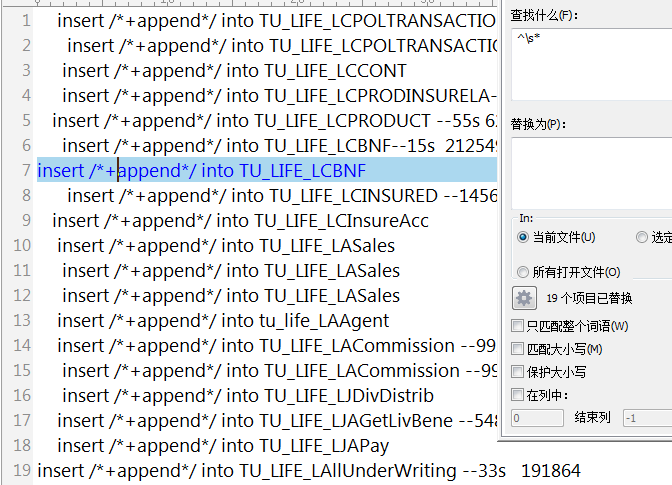 1 insert /*+append*/ into TU_LIFE_LCPOLTRANSACTIO
2 insert /*+append*/ into TU_LIFE_LCPOLTRANSACTIC
3 insert /*+append*/ into TU_LIFE_LCCONT
4 insert /*+append*/ into TU_LIFE_LCPRODINSURELA-
5 insert /*+append*/ into TU_LIFE_LCPRODUCT --55s 62
6 insert /*+append*/ into TU_LIFE_LCBNF--15s 212549
7 insert /*+append*/ into TU_LIFE_LCBNF
8 insert /*+append*/ into TU_LIFE_LCINSURED --1456
9 insert /*+append*/ into TU_LIFE_LCInsureAcc
10 insert /*+append*/ into TU_LIFE_LASales
11 insert /*+append*/ into TU_LIFE_LASales
12 insert /*+append*/ into TU_LIFE_LASales
13 insert /*+append*/ into tu_life_LAAgent
14 insert /*+append*/ into TU_LIFE_LACommission --99
15 insert /*+append*/ into TU_LIFE_LACommission --99
16 insert /*+append*/ into TU_LIFE_LJDivDistrib
17 insert /*+append*/ into TU_LIFE_LJAGetLivBene --548
18 insert /*+append*/ into TU_LIFE_LJAPay
19 insert /*+append*/ into TU_LIFE_LAllUnderWriting --33s 191864
查找什么(F):
^\s*
替换为(P):
In:
当前文件(U) 选定
所有打开文件(O)
19 个项目已替换
只匹配整个词语(W)
匹配大小写(M)
保护大小写
在列中:
0 结束列 -1